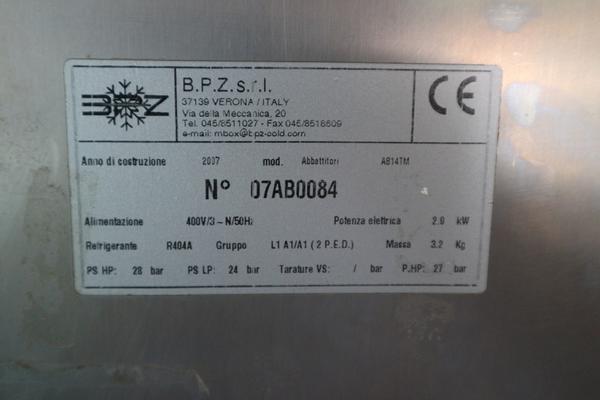 BPZ
B.P.Z. s.r.l.
37139 VERONA / ITALY
Via della Meccanica, 20
Tel. 045/8511027 - Fax 045/8518609
e-mail: mbox@bpz-cold.com
CE
Anno di costruzione 2007 mod. Abbattitori AB14TM
N° 07AB0084
Alimentazione 400V/3~N/50Hz Potenza elettrica 2.0 kW
Refrigerante R404A Gruppo L1 A1/A1 ( 2 P.E.D.) Massa 3.2 Kg
PS HP: 28 bar PS LP: 24 bar Tarature VS: / bar P.HP: 27 bar